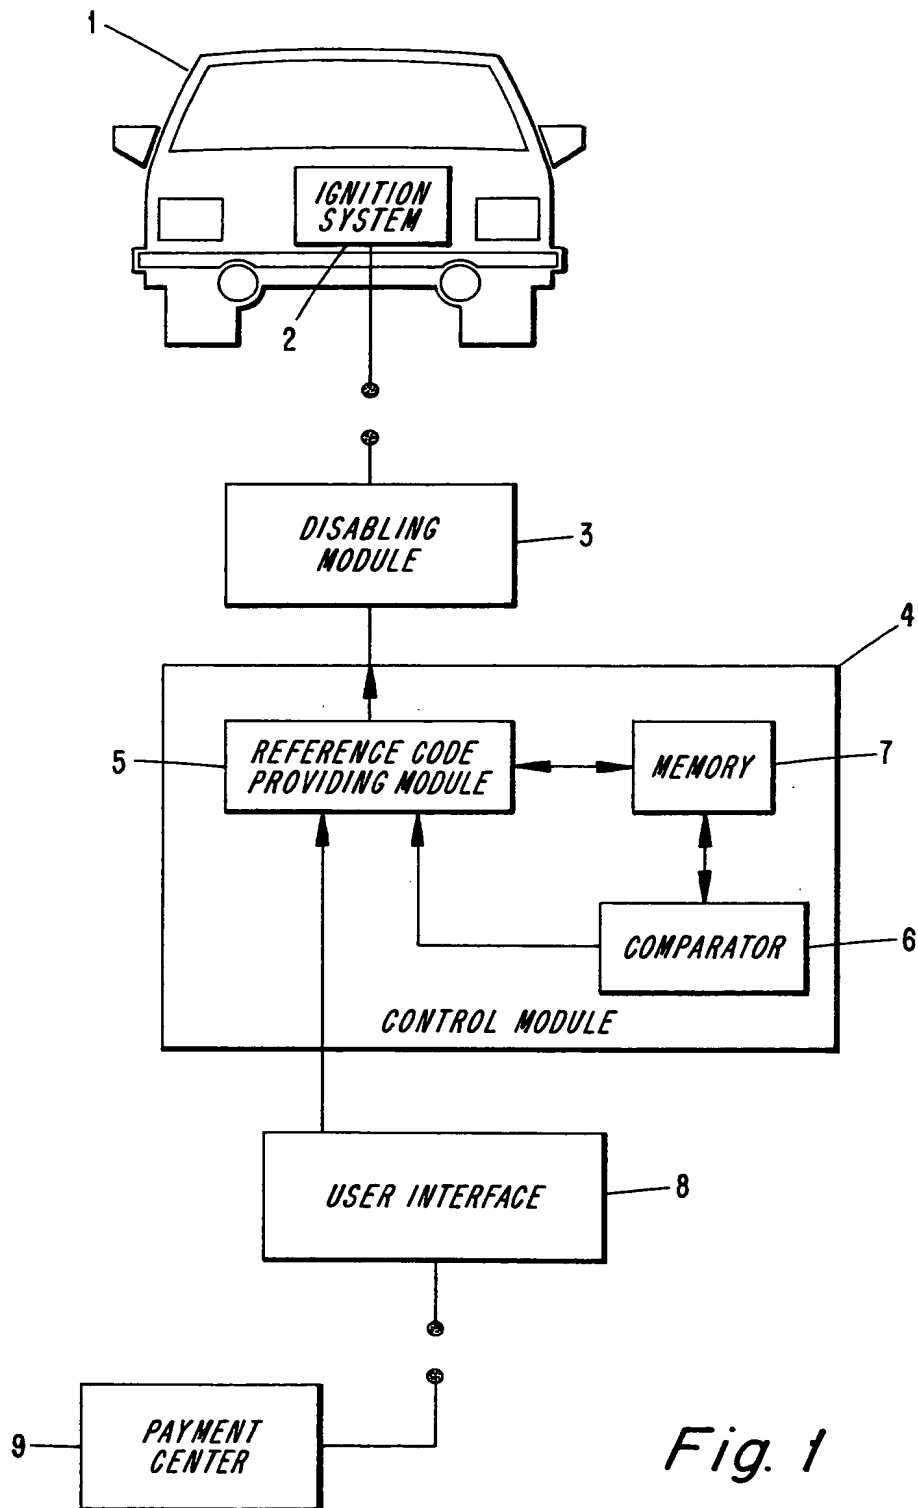 1
IGNITION
SYSTEM
2
DISABLING
MODULE
3
4
5
REFERENCE CODE
PROVIDING MODULE
MEMORY
7
COMPARATOR
6
CONTROL MODULE
USER INTERFACE
8
9
PAYMENT
CENTER
Fig. 1